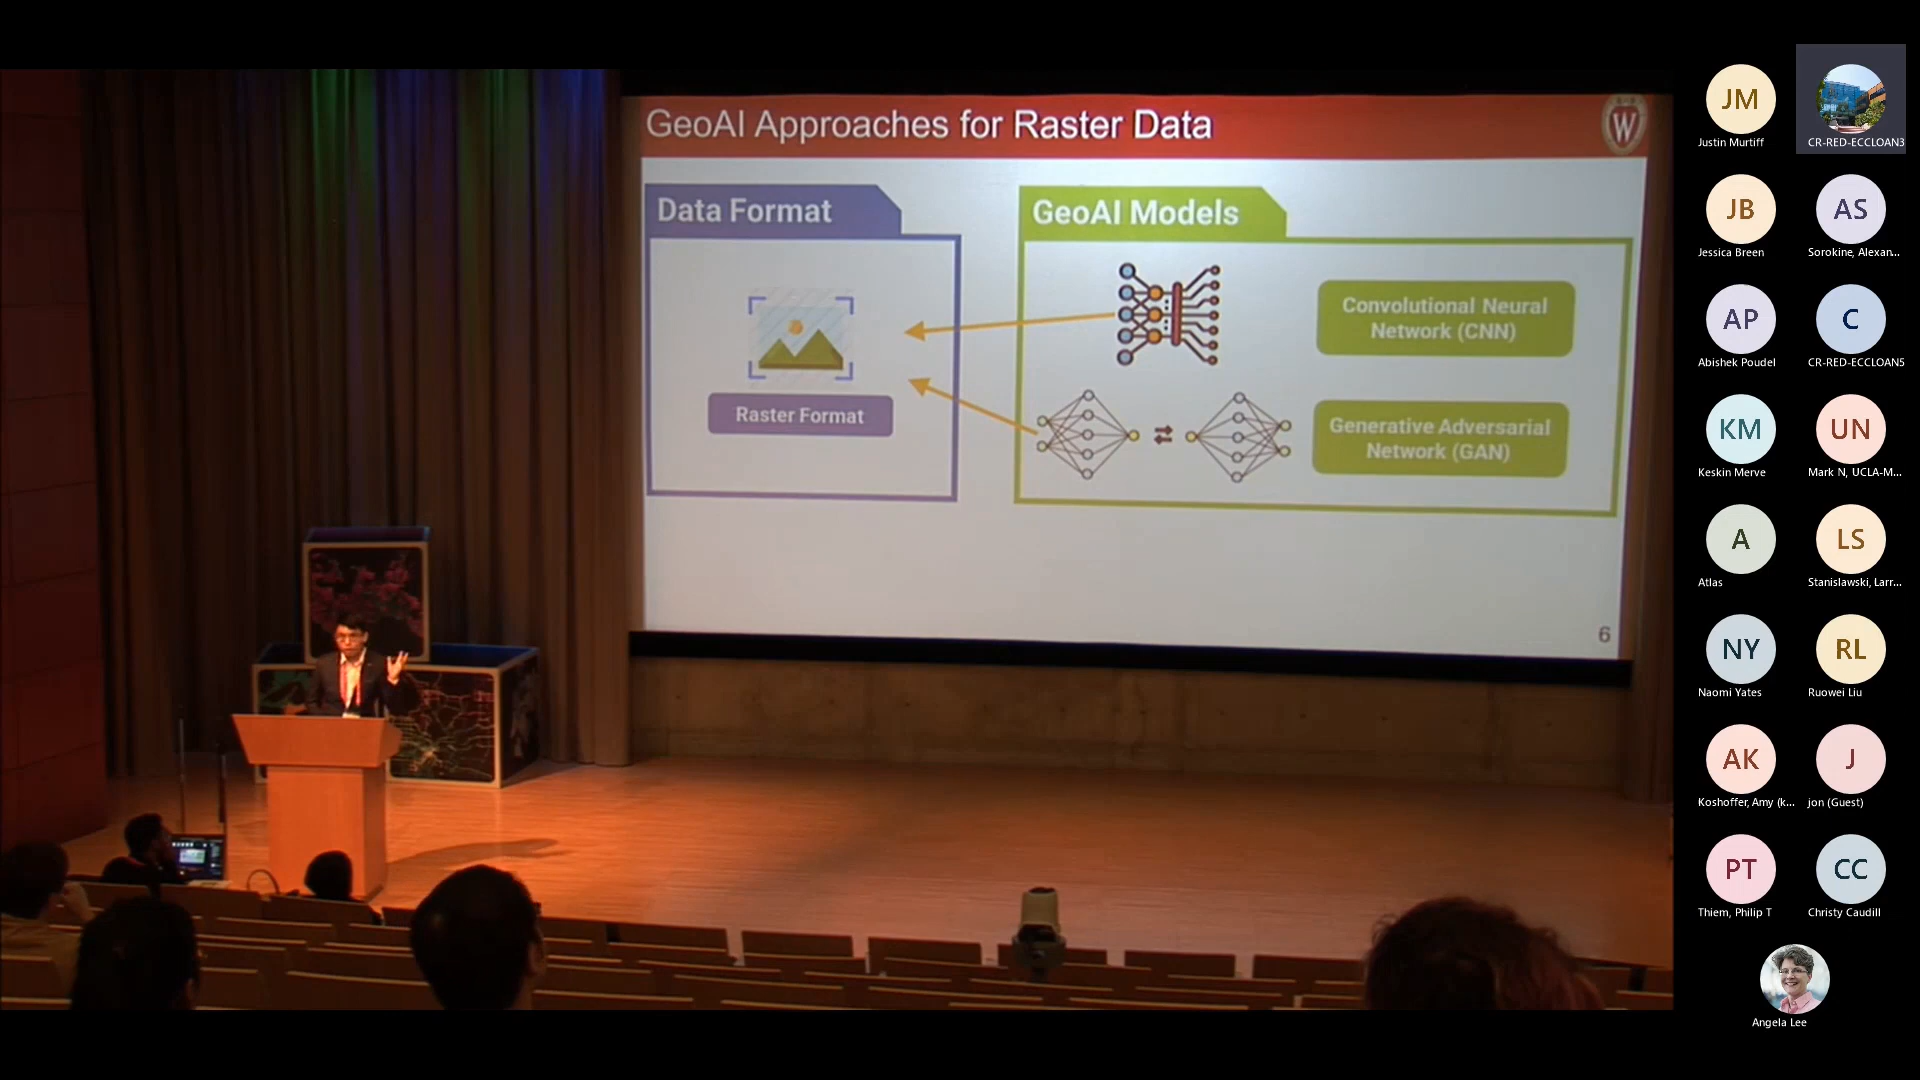 GeoAI Approaches for Raster Data
W
Data Format
Raster Format
GeoAI Models
Convolutional Neural
Network (CNN)
Generative Adversarial
Network (GAN)
6
JM
Justin Murtiff
CR-RED-ECCLOAN3
JB
Jessica Breen
AS
Sorokine, Alexan...
AP
Abishek Poudel
C
CR-RED-ECCLOAN5
KM
Keskin Merve
UN
Mark N, UCLA-M...
A
Atlas
LS
Stanislawski, Larr...
NY
Naomi Yates
RL
Ruowei Liu
AK
Koshoffer, Amy (k...
J
jon (Guest)
PT
Thiem, Philip T
CC
Christy Caudill
Angela Lee